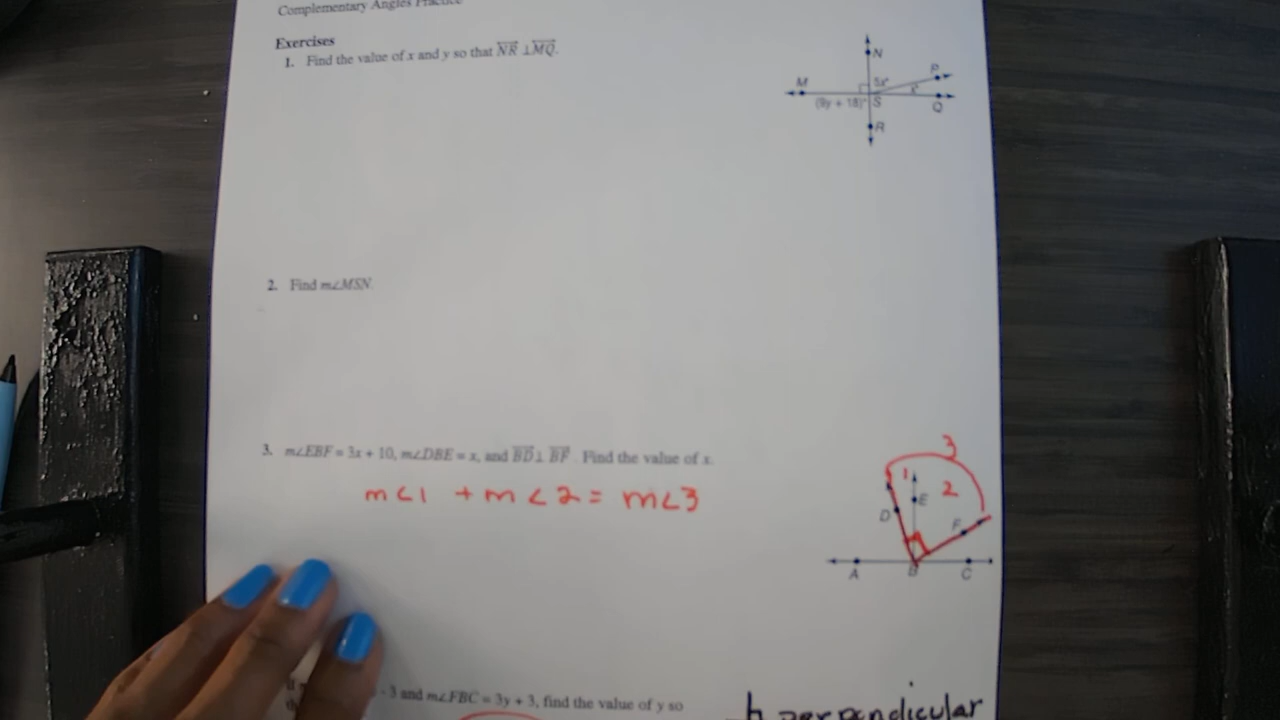 Complementary Angles Practice
Exercises
1. Find the value of x and y so that NR ⊥ MQ.
N
M
5x°
P
x°
(9y + 18)°
S
Q
R
2. Find m∠MSN.
3. m∠EBF = 3x + 10, m∠DBE = x, and BD ⊥ BF. Find the value of x.
m∠1 + m∠2 = m∠3
3
1
2
E
D
F
A
B
C
- 3 and m∠FBC = 3y + 3, find the value of y so
perpendicular